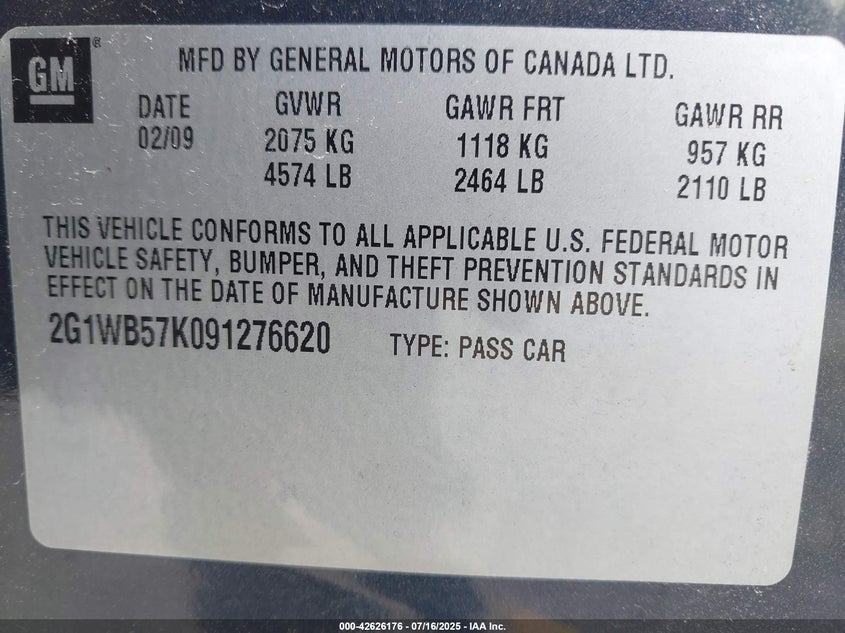 GM®
MFD BY GENERAL MOTORS OF CANADA LTD.
DATE GVWR GAWR FRT GAWR RR
02/09 2075 KG 1118 KG 957 KG
4574 LB 2464 LB 2110 LB
THIS VEHICLE CONFORMS TO ALL APPLICABLE U.S. FEDERAL MOTOR
VEHICLE SAFETY, BUMPER, AND THEFT PREVENTION STANDARDS IN
EFFECT ON THE DATE OF MANUFACTURE SHOWN ABOVE.
2G1WB57K091276620 TYPE: PASS CAR
000-42626176 - 07/16/2025 - IAA Inc.